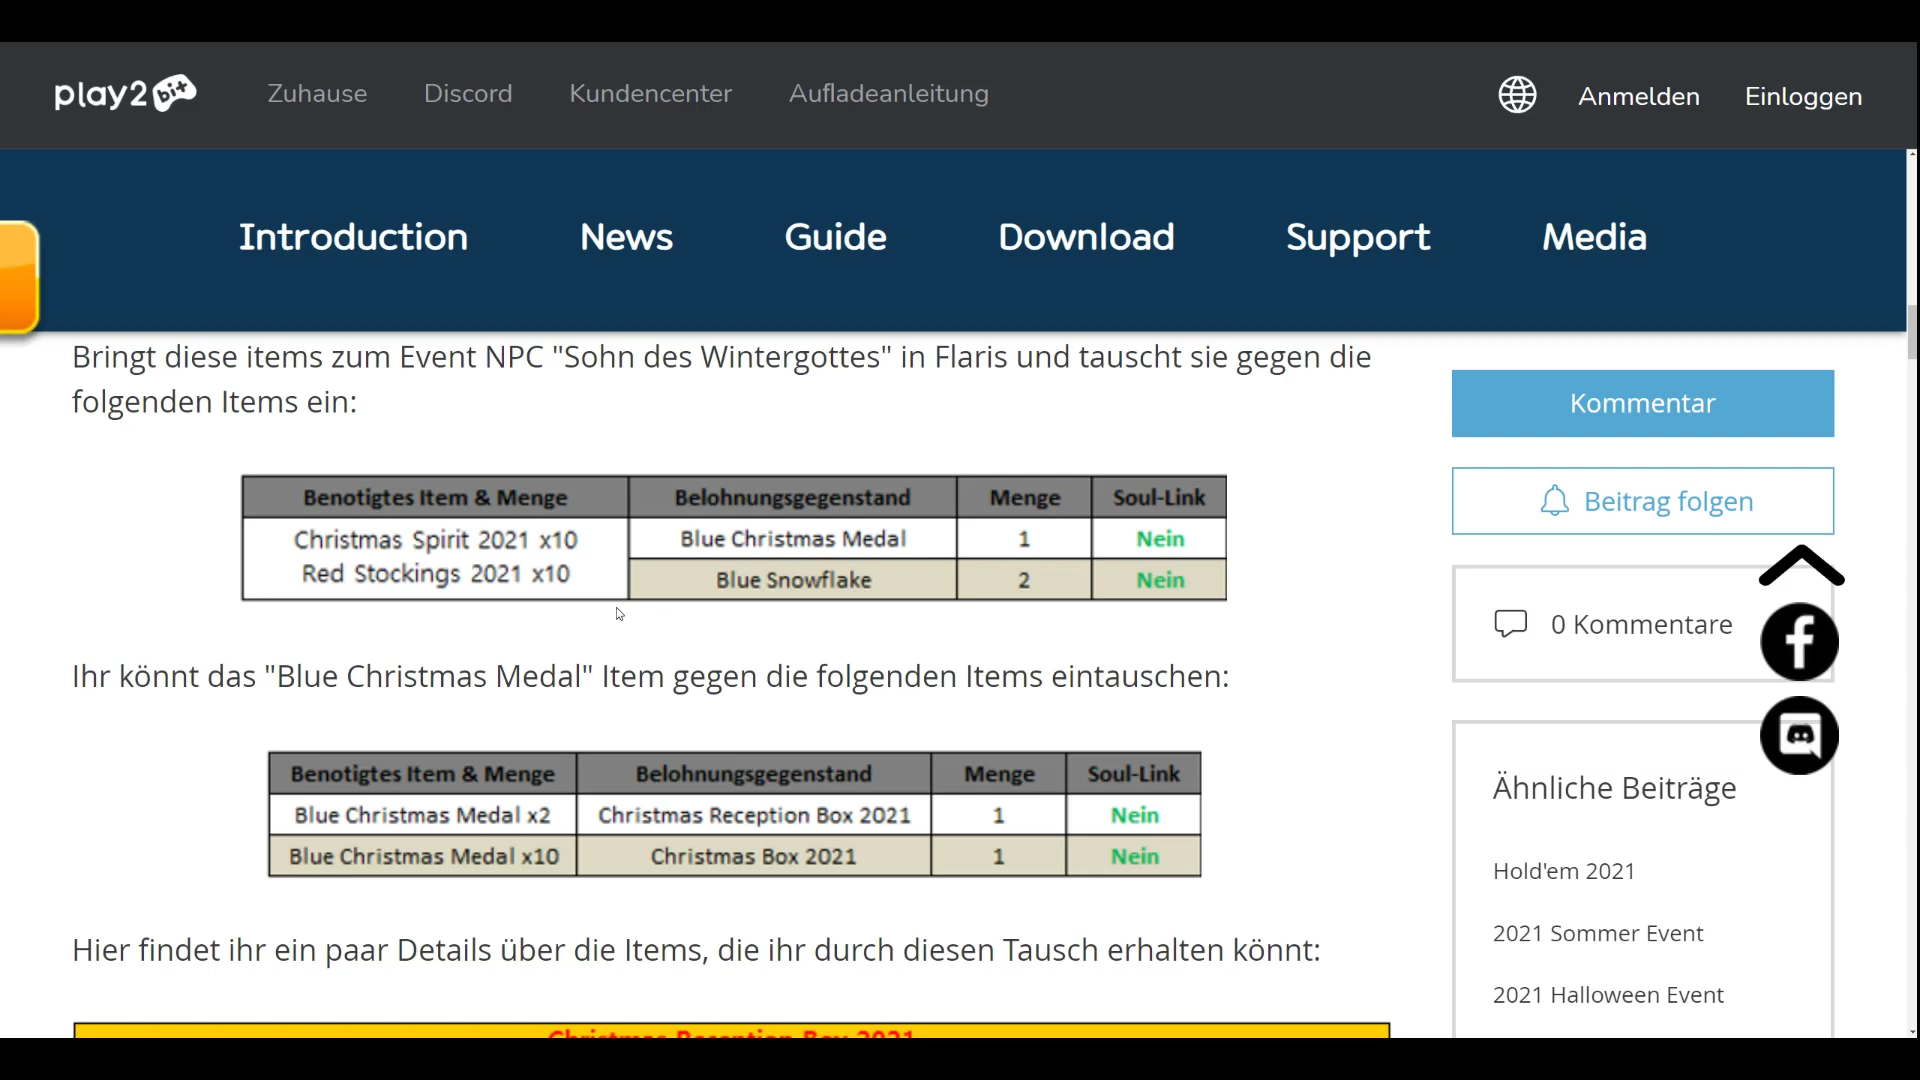 play2bit
Zuhause Discord Kundencenter Aufladeanleitung Anmelden Einloggen
Introduction News Guide Download Support Media
Bringt diese items zum Event NPC "Sohn des Wintergottes" in Flaris und tauscht sie gegen die
folgenden Items ein:
Benotigtes Item & Menge Belohnungsgegenstand Menge Soul-Link
Christmas Spirit 2021 x10 Blue Christmas Medal 1 Nein
Red Stockings 2021 x10 Blue Snowflake 2 Nein
Ihr könnt das "Blue Christmas Medal" Item gegen die folgenden Items eintauschen:
Benotigtes Item & Menge Belohnungsgegenstand Menge Soul-Link
Blue Christmas Medal x2 Christmas Reception Box 2021 1 Nein
Blue Christmas Medal x10 Christmas Box 2021 1 Nein
Hier findet ihr ein paar Details über die Items, die ihr durch diesen Tausch erhalten könnt:
Christmas Reception Box 2021
Kommentar
Beitrag folgen
0 Kommentare
Ähnliche Beiträge
Hold'em 2021
2021 Sommer Event
2021 Halloween Event